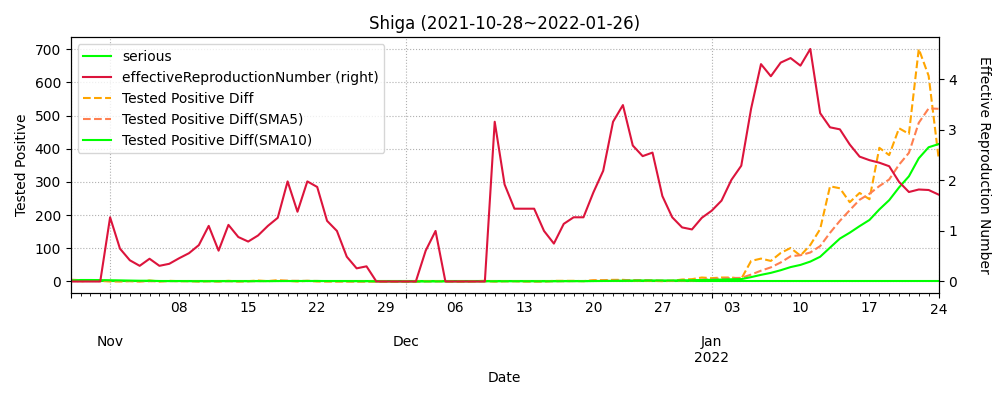 Shiga (2021-10-28~2022-01-26)
serious
effectiveReproductionNumber (right)
Tested Positive Diff
Tested Positive Diff(SMA5)
Tested Positive Diff(SMA10)
Tested Positive
700
600
500
400
300
200
100
0
4
3
2
1
0
Effective Reproduction Number
08 15 22 29 06 13 20 27 03 10 17 24
Nov Dec Jan
2022
Date